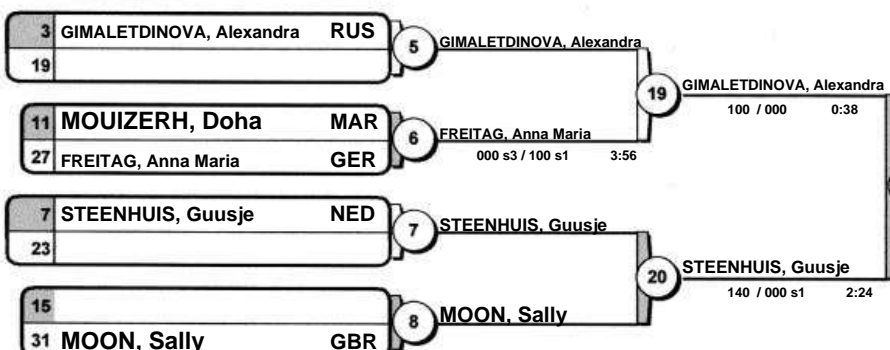 3 GIMALETDINOVA, Alexandra RUS
19
5
GIMALETDINOVA, Alexandra
11 MOUIZERH, Doha MAR
27 FREITAG, Anna Maria GER
6
FREITAG, Anna Maria
000 s3 / 100 s1 3:56
19
GIMALETDINOVA, Alexandra
100 / 000 0:38
7 STEENHUIS, Guusje NED
23
7
STEENHUIS, Guusje
15
31 MOON, Sally GBR
8
MOON, Sally
20
STEENHUIS, Guusje
140 / 000 s1 2:24